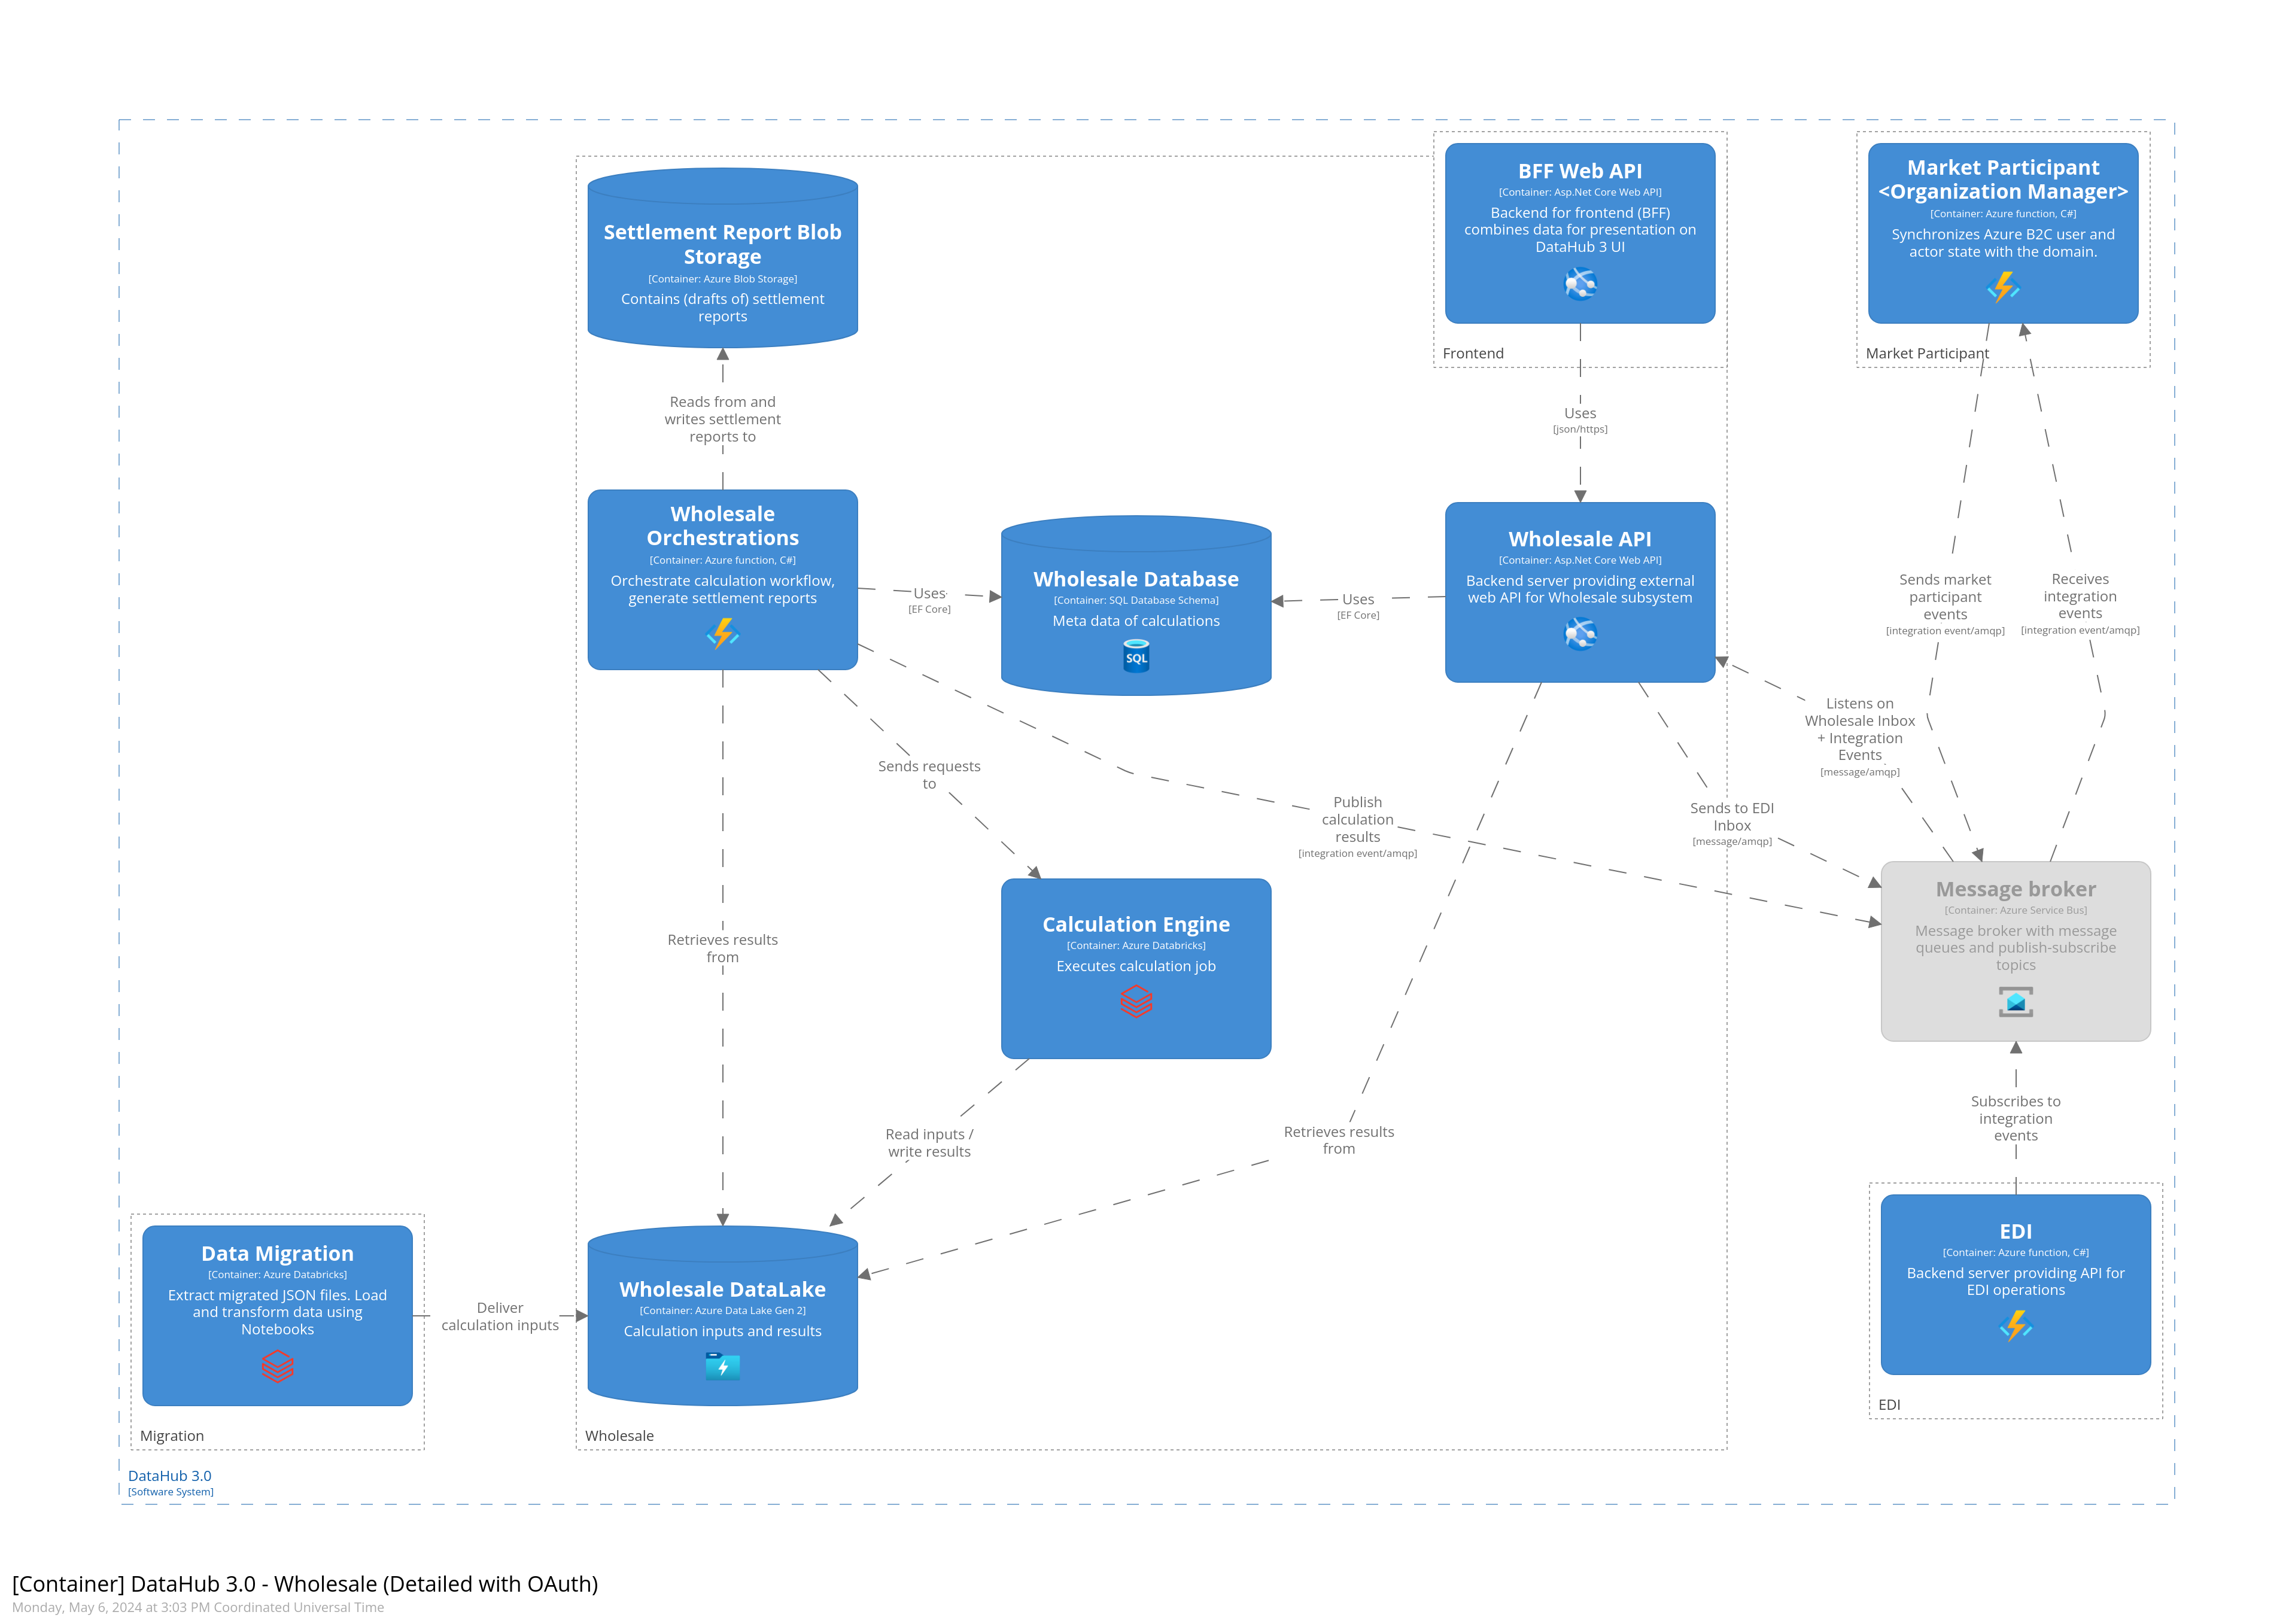 Settlement Report Blob
Storage
[Container: Azure Blob Storage]
Contains (drafts of) settlement
reports
BFF Web API
[Container: Asp.Net Core Web API]
Backend for frontend (BFF)
combines data for presentation on
DataHub 3 UI
Frontend
Market Participant
<Organization Manager>
[Container: Azure function, C#]
Synchronizes Azure B2C user and
actor state with the domain.
Market Participant
Reads from and
writes settlement
reports to
Uses
[json/https]
Wholesale
Orchestrations
[Container: Azure function, C#]
Orchestrate calculation workflow,
generate settlement reports
Uses
[EF Core]
Wholesale Database
[Container: SQL Database Schema]
Meta data of calculations
SQL
Uses
[EF Core]
Wholesale API
[Container: Asp.Net Core Web API]
Backend server providing external
web API for Wholesale subsystem
Sends market
participant
events
[integration event/amqp]
Receives
integration
events
[integration event/amqp]
Listens on
Wholesale Inbox
+ Integration
Events
[message/amqp]
Sends requests
to
Publish
calculation
results
[integration event/amqp]
Sends to EDI
Inbox
[message/amqp]
Retrieves results
from
Calculation Engine
[Container: Azure Databricks]
Executes calculation job
Message broker
[Container: Azure Service Bus]
Message broker with message
queues and publish-subscribe
topics
Read inputs /
write results
Retrieves results
from
Subscribes to
integration
events
Data Migration
[Container: Azure Databricks]
Extract migrated JSON files. Load
and transform data using
Notebooks
Migration
Deliver
calculation inputs
Wholesale DataLake
[Container: Azure Data Lake Gen 2]
Calculation inputs and results
Wholesale
EDI
[Container: Azure function, C#]
Backend server providing API for
EDI operations
EDI
DataHub 3.0
[Software System]
[Container] DataHub 3.0 - Wholesale (Detailed with OAuth)
Monday, May 6, 2024 at 3:03 PM Coordinated Universal Time